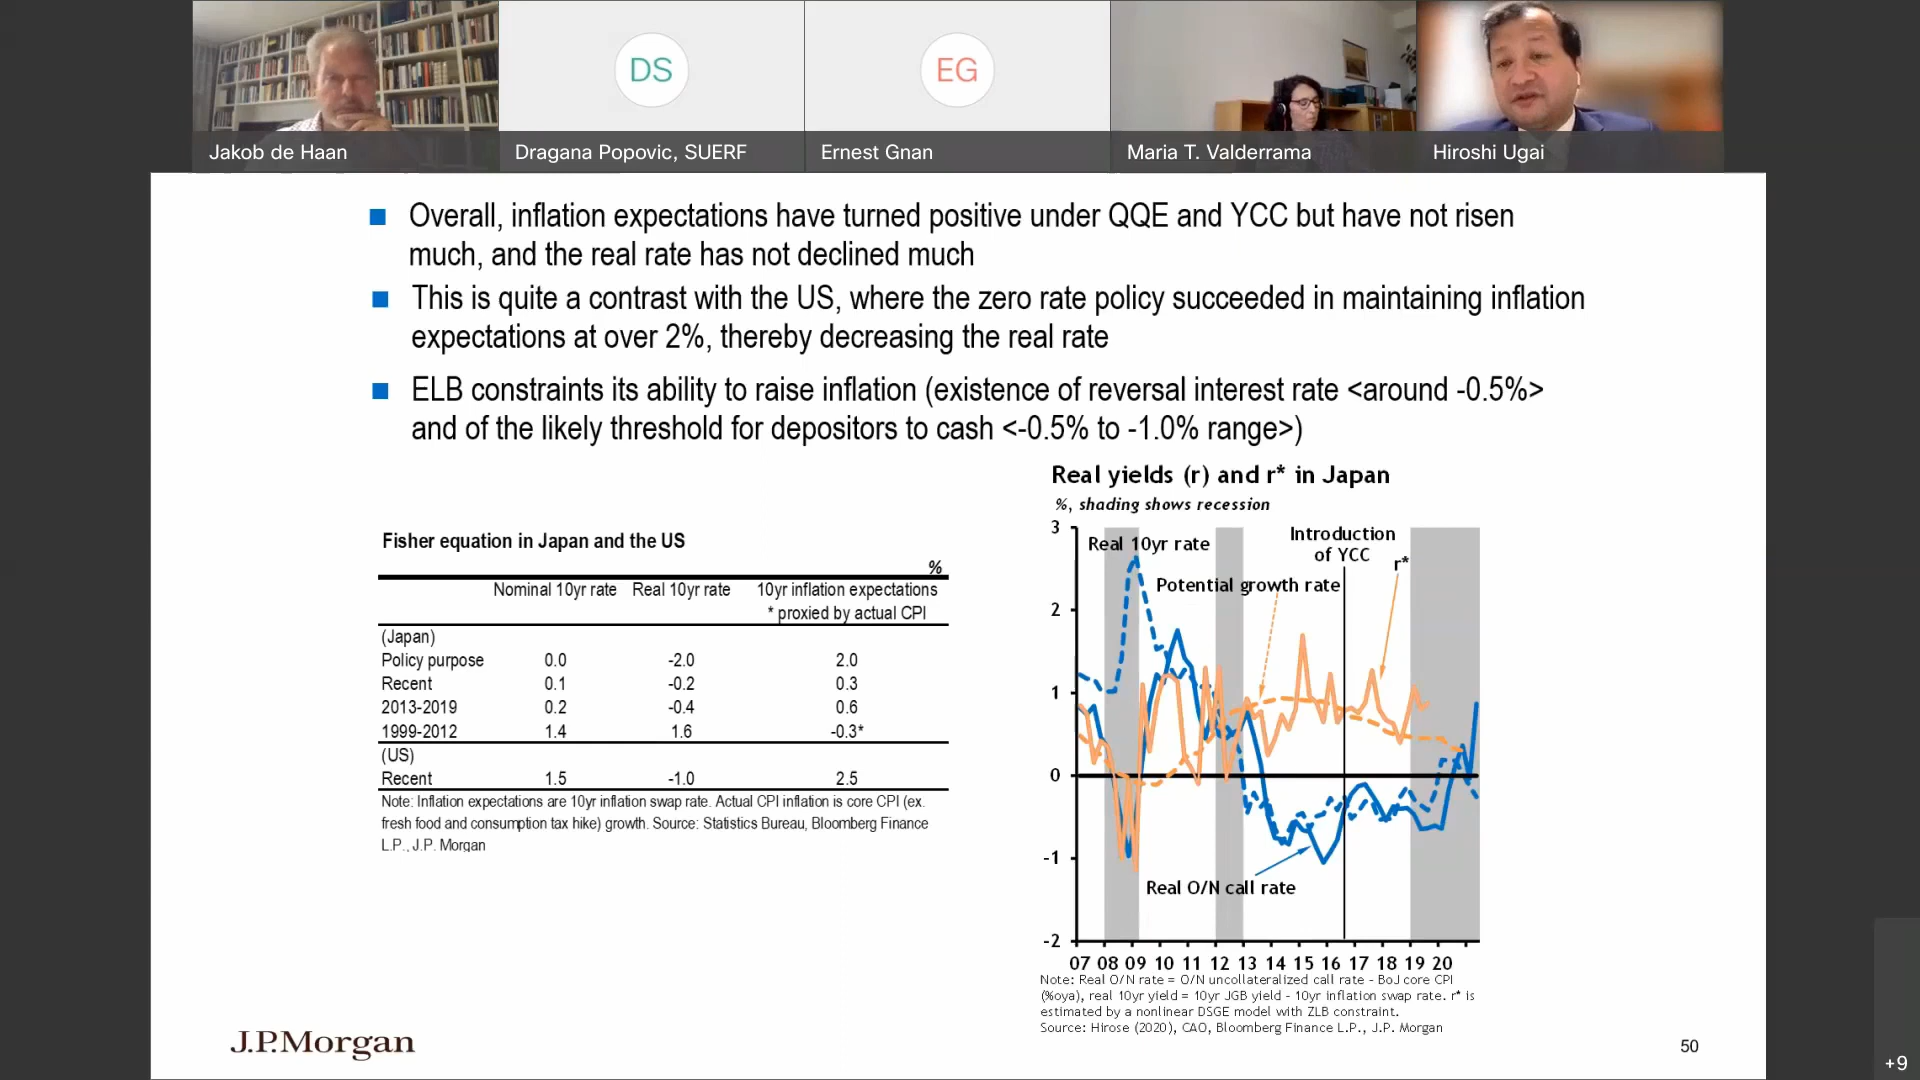 DS
EG
Jakob de Haan
Dragana Popovic, SUERF
Ernest Gnan
Maria T. Valderrama
Hiroshi Ugai
Overall, inflation expectations have turned positive under QQE and YCC but have not risen
much, and the real rate has not declined much
This is quite a contrast with the US, where the zero rate policy succeeded in maintaining inflation
expectations at over 2%, thereby decreasing the real rate
ELB constraints its ability to raise inflation (existence of reversal interest rate <around -0.5%>
and of the likely threshold for depositors to cash <-0.5% to -1.0% range>)
Fisher equation in Japan and the US
%
Nominal 10yr rate Real 10yr rate 10yr inflation expectations
* proxied by actual CPI
(Japan)
Policy purpose 0.0 -2.0 2.0
Recent 0.1 -0.2 0.3
2013-2019 0.2 -0.4 0.6
1999-2012 1.4 1.6 -0.3*
(US)
Recent 1.5 -1.0 2.5
Note: Inflation expectations are 10yr inflation swap rate. Actual CPI inflation is core CPI (ex.
fresh food and consumption tax hike) growth. Source: Statistics Bureau, Bloomberg Finance
L.P., J.P. Morgan
Real yields (r) and r* in Japan
%, shading shows recession
3
2
1
0
-1
-2
Real 10yr rate
Introduction
of YCC
r*
Potential growth rate
Real O/N call rate
07 08 09 10 11 12 13 14 15 16 17 18 19 20
Note: Real O/N rate = O/N uncollateralized call rate - BoJ core CPI
(%oya), real 10yr yield = 10yr JGB yield - 10yr inflation swap rate. r* is
estimated by a nonlinear DSGE model with ZLB constraint.
Source: Hirose (2020), CAO, Bloomberg Finance L.P., J.P. Morgan
J.P.Morgan
50
+9